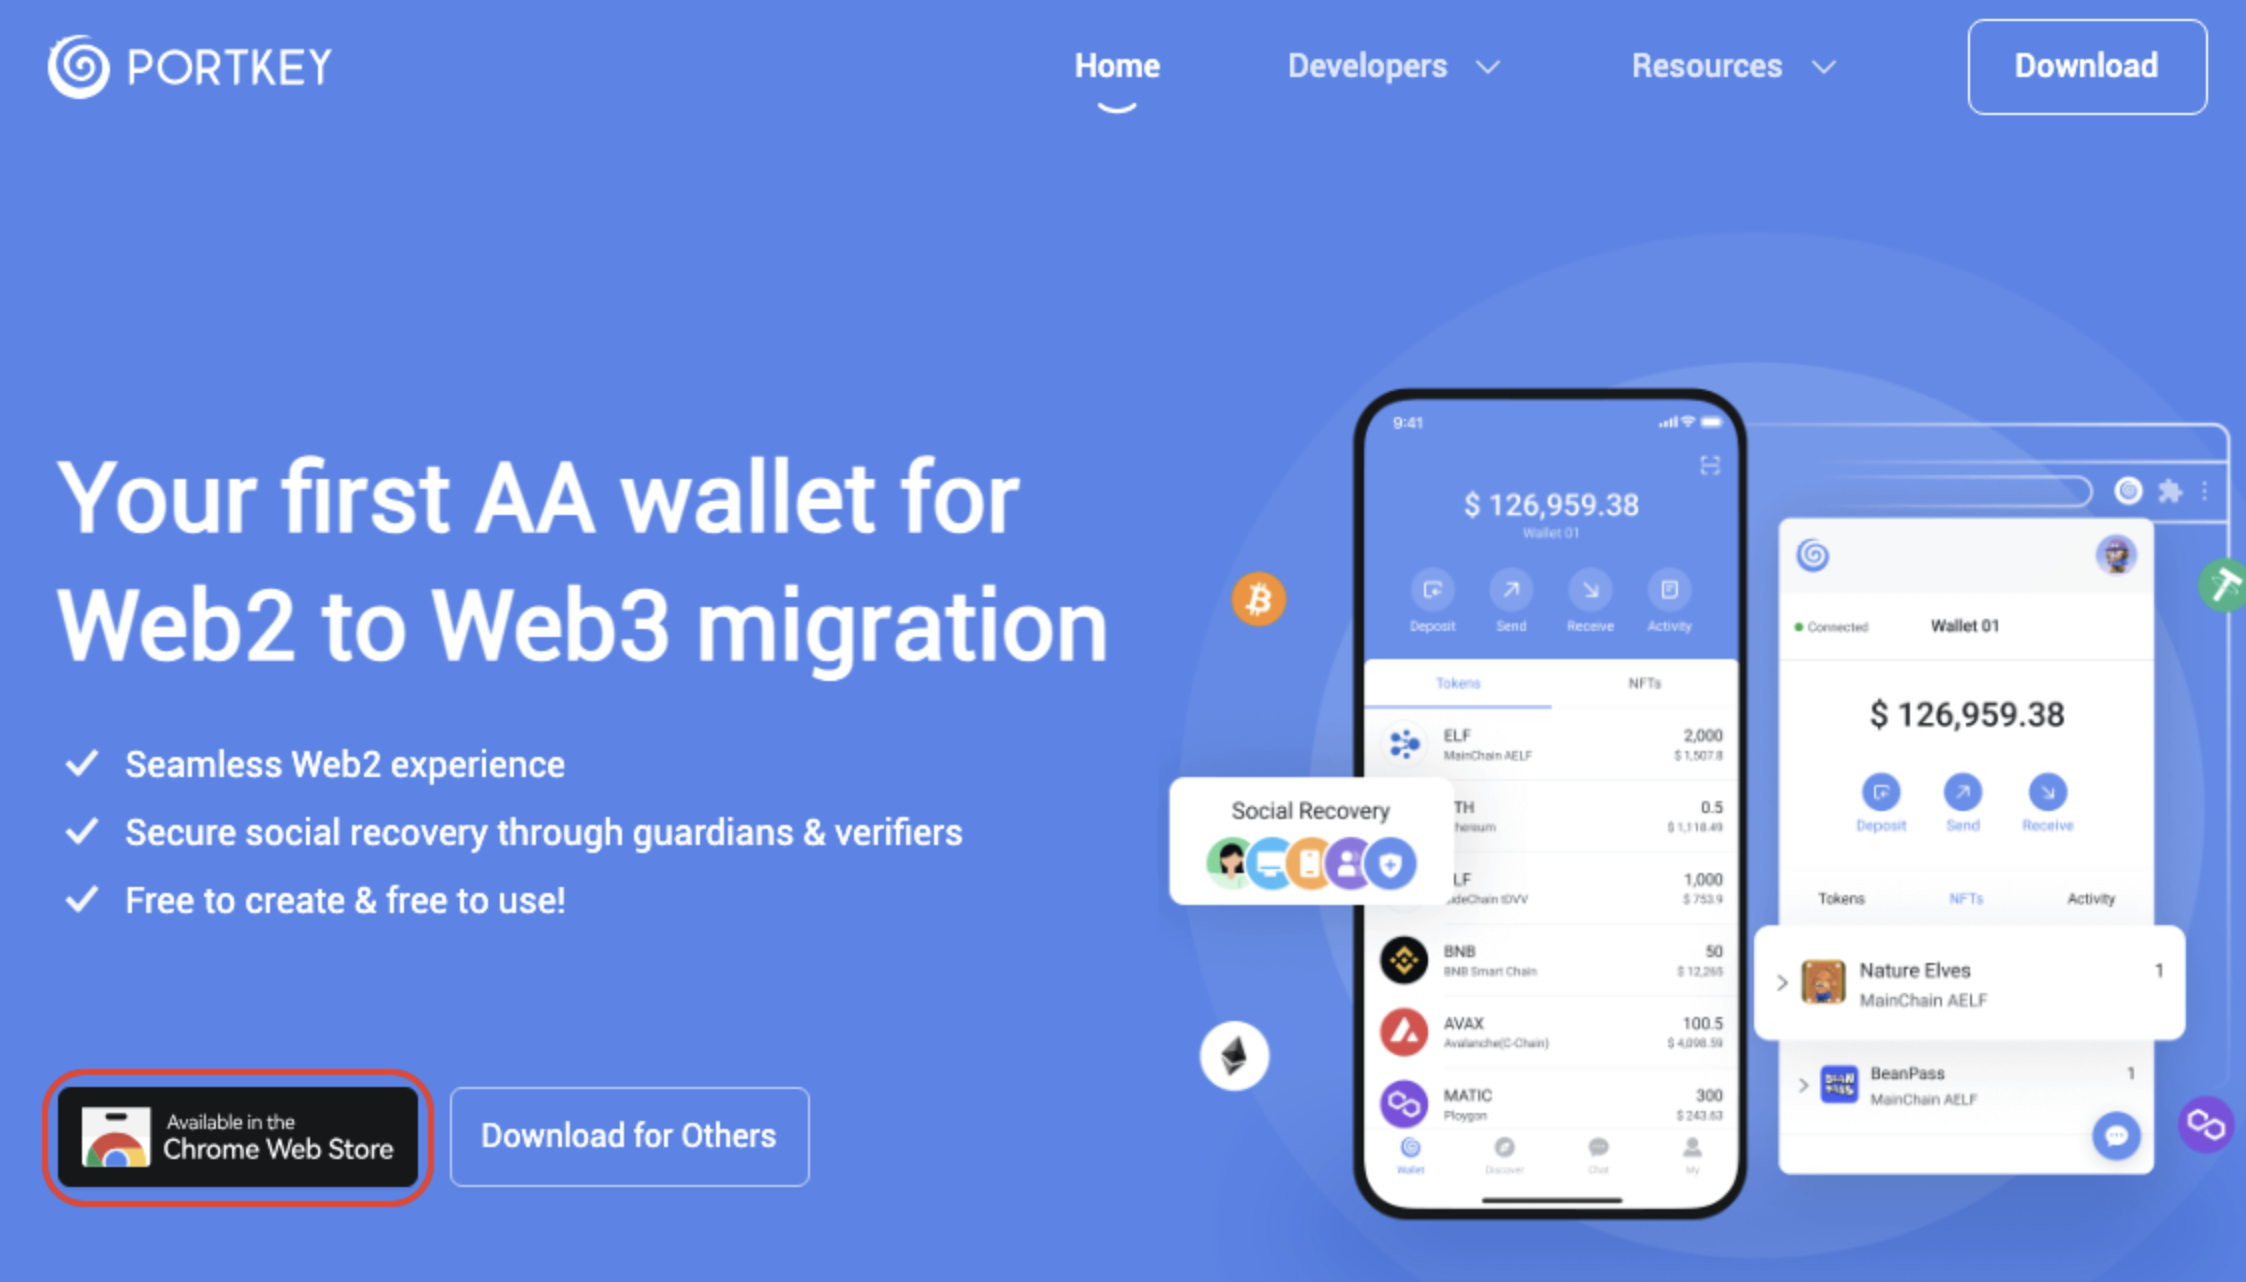 PORTKEY
Home
Developers
Resources
Download
Your first AA wallet for
Web2 to Web3 migration
Seamless Web2 experience
Secure social recovery through guardians & verifiers
Free to create & free to use!
Available in the
Chrome Web Store
Download for Others
9:41
$ 126,959.38
Wallet 01
Deposit
Send
Receive
Activity
Tokens
NFTs
ELF
2,000
MainChain AELF
$ 1,507.8
Social Recovery
TH
0.5
hereum
$ 1,118.49
LF
1,000
ideChain tDVV
$ 753.9
BNB
50
BNB Smart Chain
$ 12,265
AVAX
100.5
Avalanche(C-Chain)
$ 4,098.59
MATIC
300
Ploygon
$ 243.63
Wallet
Discover
Chat
My
Connected
Wallet 01
$ 126,959.38
Deposit
Send
Receive
Tokens
NFTs
Activity
Nature Elves
1
MainChain AELF
BeanPass
1
MainChain AELF